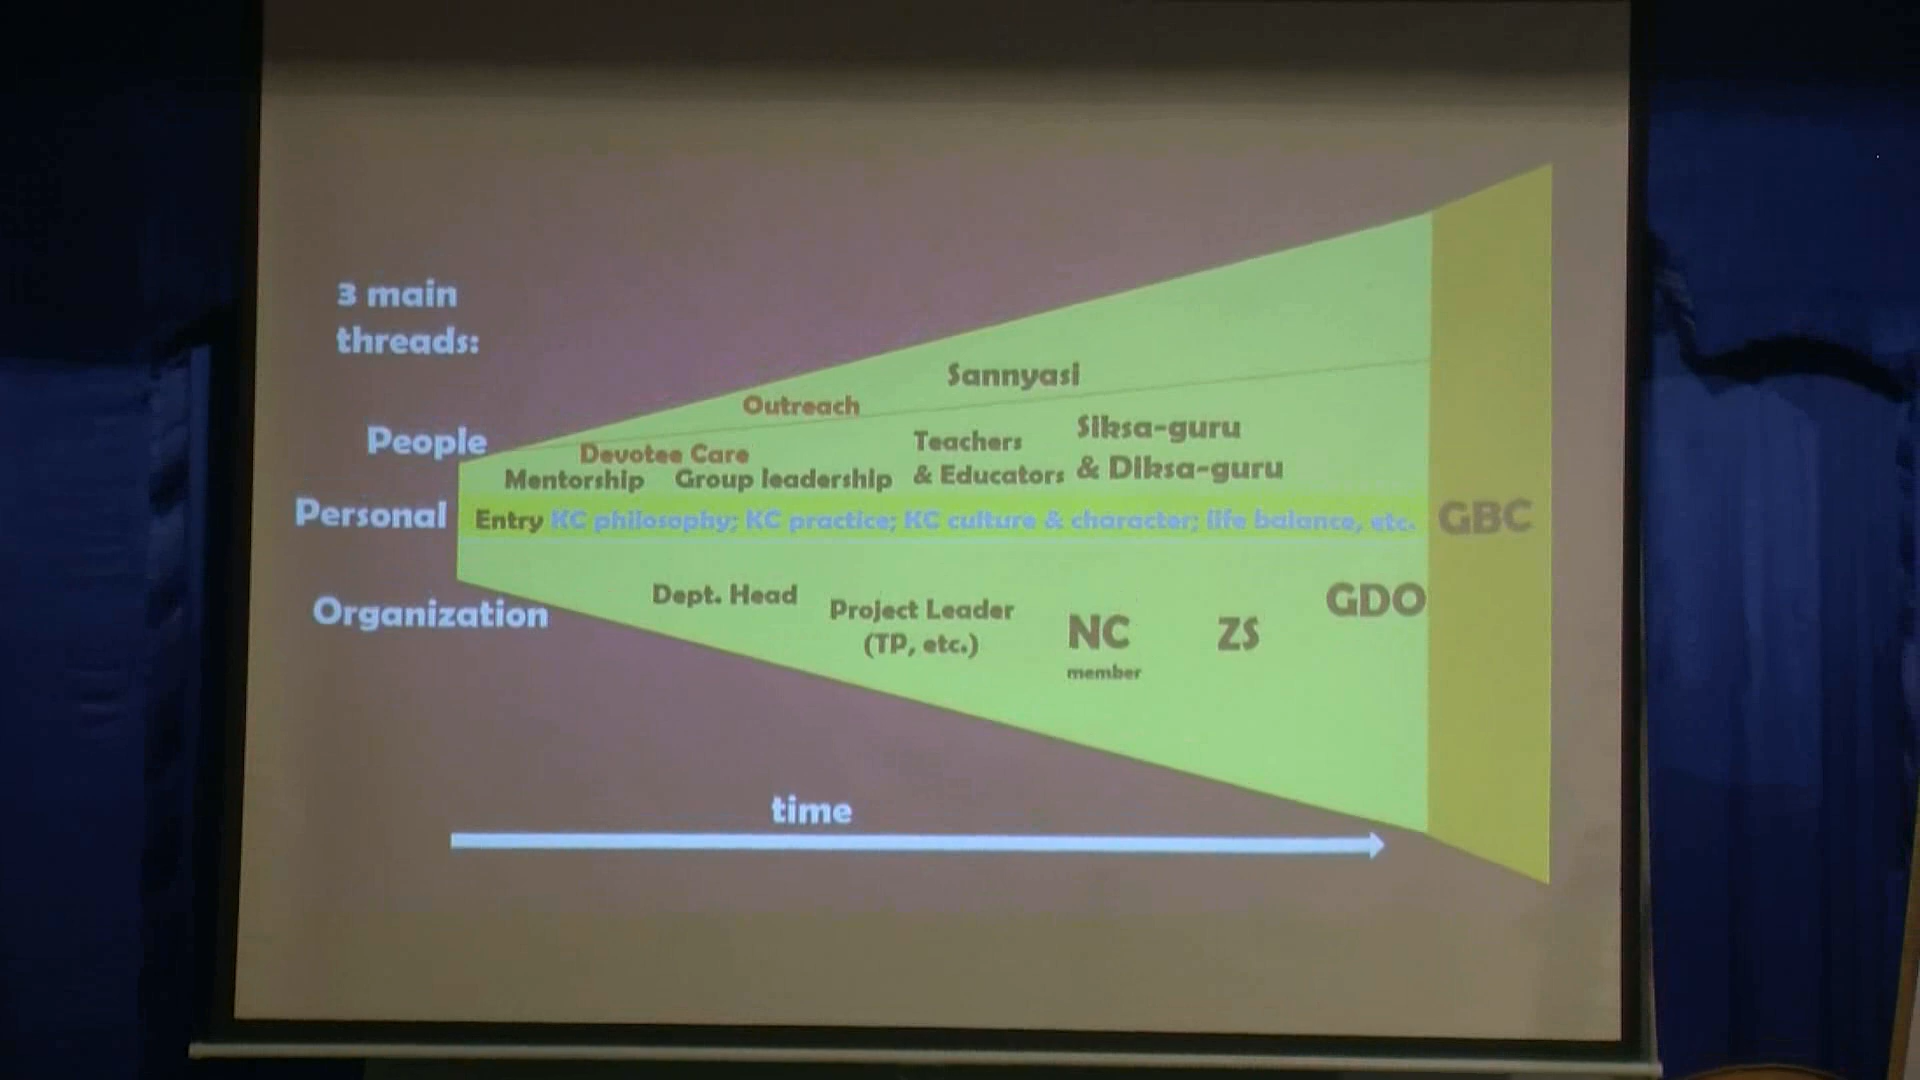 3 main
threads:
Sannyasi
Outreach
People
Devotee Care
Teachers
& Educators
Siksa-guru
& Diksa-guru
Mentorship
Group leadership
Personal
Entry KC philosophy; KC practice; KC culture & character; life balance, etc.
GBC
Organization
Dept. Head
Project Leader
(TP, etc.)
NC
member
ZS
GDO
time